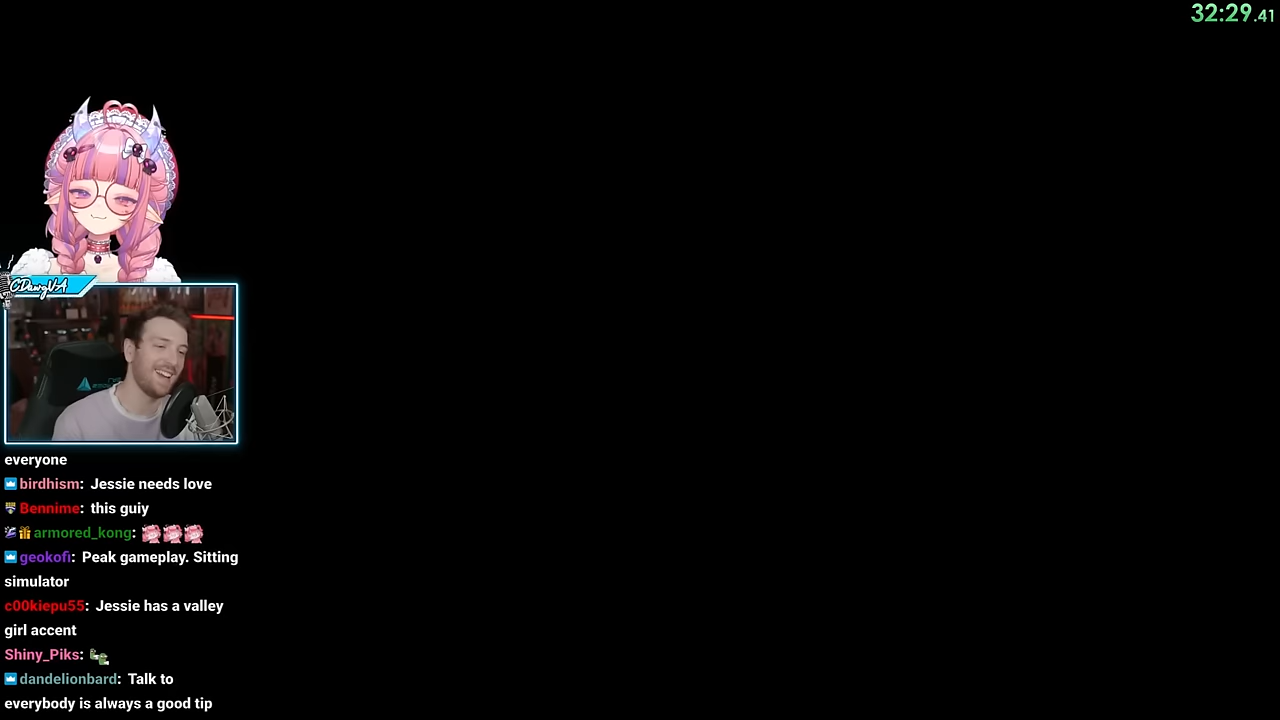 32:29.41
CDawgVA
everyone
birdhism: Jessie needs love
Bennime: this guiy
armored_kong:
geokofi: Peak gameplay. Sitting
simulator
c00kiepu55: Jessie has a valley
girl accent
Shiny_Piks:
dandelionbard: Talk to
everybody is always a good tip